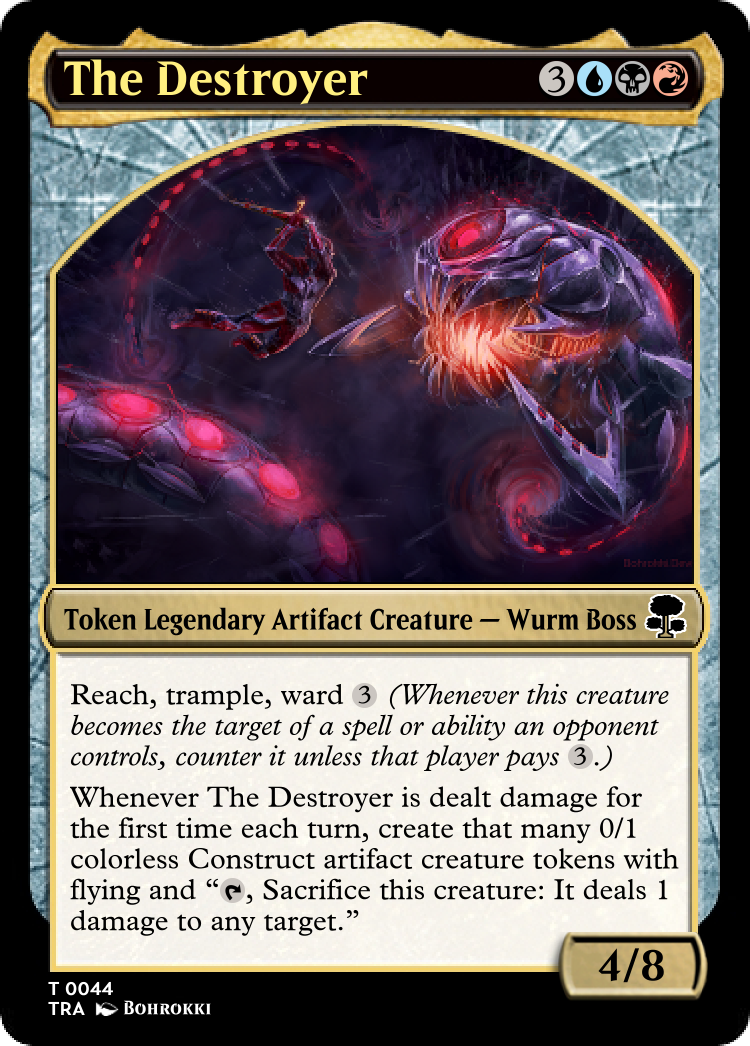 The Destroyer 3
Bohrokki.Dev
Token Legendary Artifact Creature — Wurm Boss
Reach, trample, ward 3 (Whenever this creature
becomes the target of a spell or ability an opponent
controls, counter it unless that player pays 3.)
Whenever The Destroyer is dealt damage for
the first time each turn, create that many 0/1
colorless Construct artifact creature tokens with
flying and “, Sacrifice this creature: It deals 1
damage to any target.”
4/8
T 0044
TRA BOHROKKI